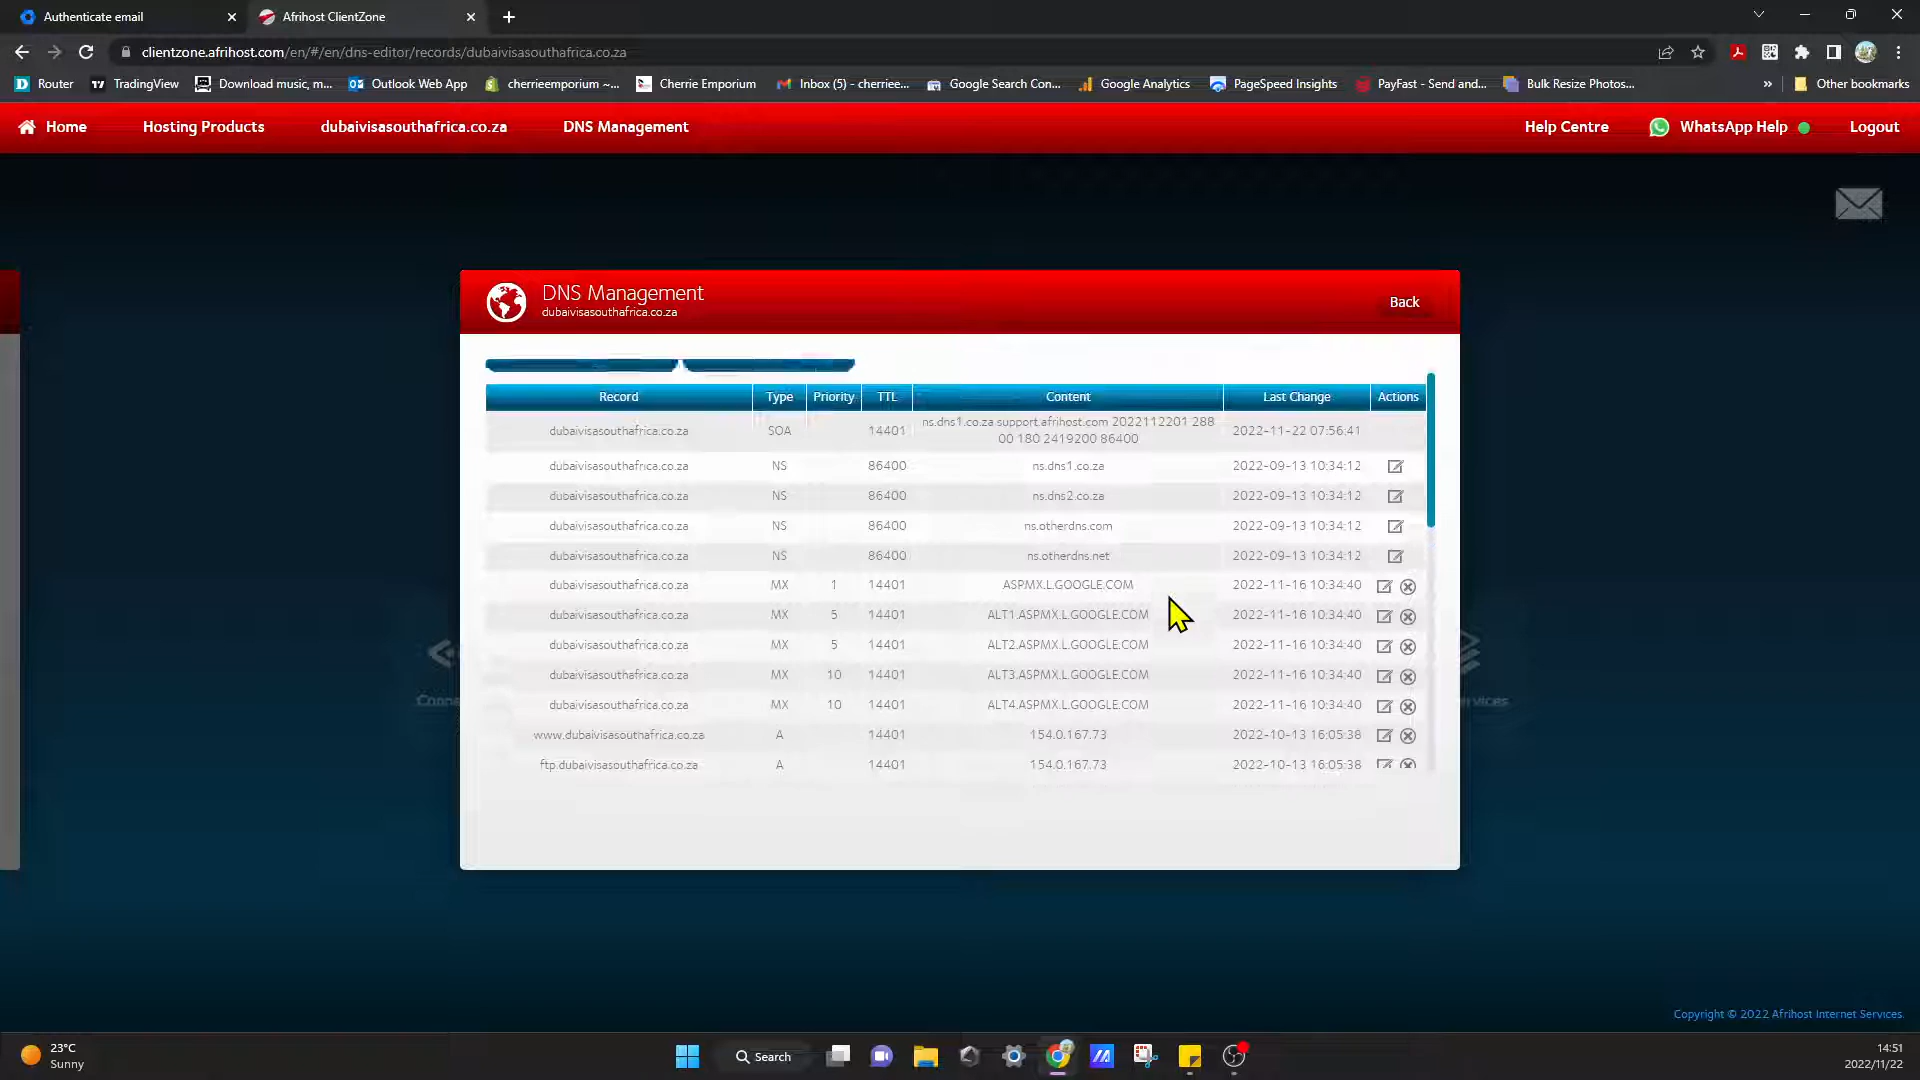 Authenticate email
Afrihost ClientZone
clientzone.afrihost.com/en/#/en/dns-editor/records/dubaivisasouthafrica.co.za
Router
TradingView
Download music, m...
Outlook Web App
cherrieemporium ~...
Cherrie Emporium
Inbox (5) - cherriee...
Google Search Con...
Google Analytics
PageSpeed Insights
PayFast - Send and...
Bulk Resize Photos...
»
Other bookmarks
Home
Hosting Products
dubaivisasouthafrica.co.za
DNS Management
Help Centre
WhatsApp Help
Logout
DNS Management
dubaivisasouthafrica.co.za
Back
Record Type Priority TTL Content Last Change Actions
dubaivisasouthafrica.co.za SOA 14401 ns.dns1.co.za support.afrihost.com 2022112201 288
00 180 2419200 86400 2022-11-22 07:56:41
dubaivisasouthafrica.co.za NS 86400 ns.dns1.co.za 2022-09-13 10:34:12
dubaivisasouthafrica.co.za NS 86400 ns.dns2.co.za 2022-09-13 10:34:12
dubaivisasouthafrica.co.za NS 86400 ns.otherdns.com 2022-09-13 10:34:12
dubaivisasouthafrica.co.za NS 86400 ns.otherdns.net 2022-09-13 10:34:12
dubaivisasouthafrica.co.za MX 1 14401 ASPMX.L.GOOGLE.COM 2022-11-16 10:34:40
dubaivisasouthafrica.co.za MX 5 14401 ALT1.ASPMX.L.GOOGLE.COM 2022-11-16 10:34:40
dubaivisasouthafrica.co.za MX 5 14401 ALT2.ASPMX.L.GOOGLE.COM 2022-11-16 10:34:40
dubaivisasouthafrica.co.za MX 10 14401 ALT3.ASPMX.L.GOOGLE.COM 2022-11-16 10:34:40
dubaivisasouthafrica.co.za MX 10 14401 ALT4.ASPMX.L.GOOGLE.COM 2022-11-16 10:34:40
www.dubaivisasouthafrica.co.za A 14401 154.0.167.73 2022-10-13 16:05:38
ftp.dubaivisasouthafrica.co.za A 14401 154.0.167.73 2022-10-13 16:05:38
Copyright © 2022 Afrihost Internet Services.
23°C
Sunny
Search
14:51
2022/11/22